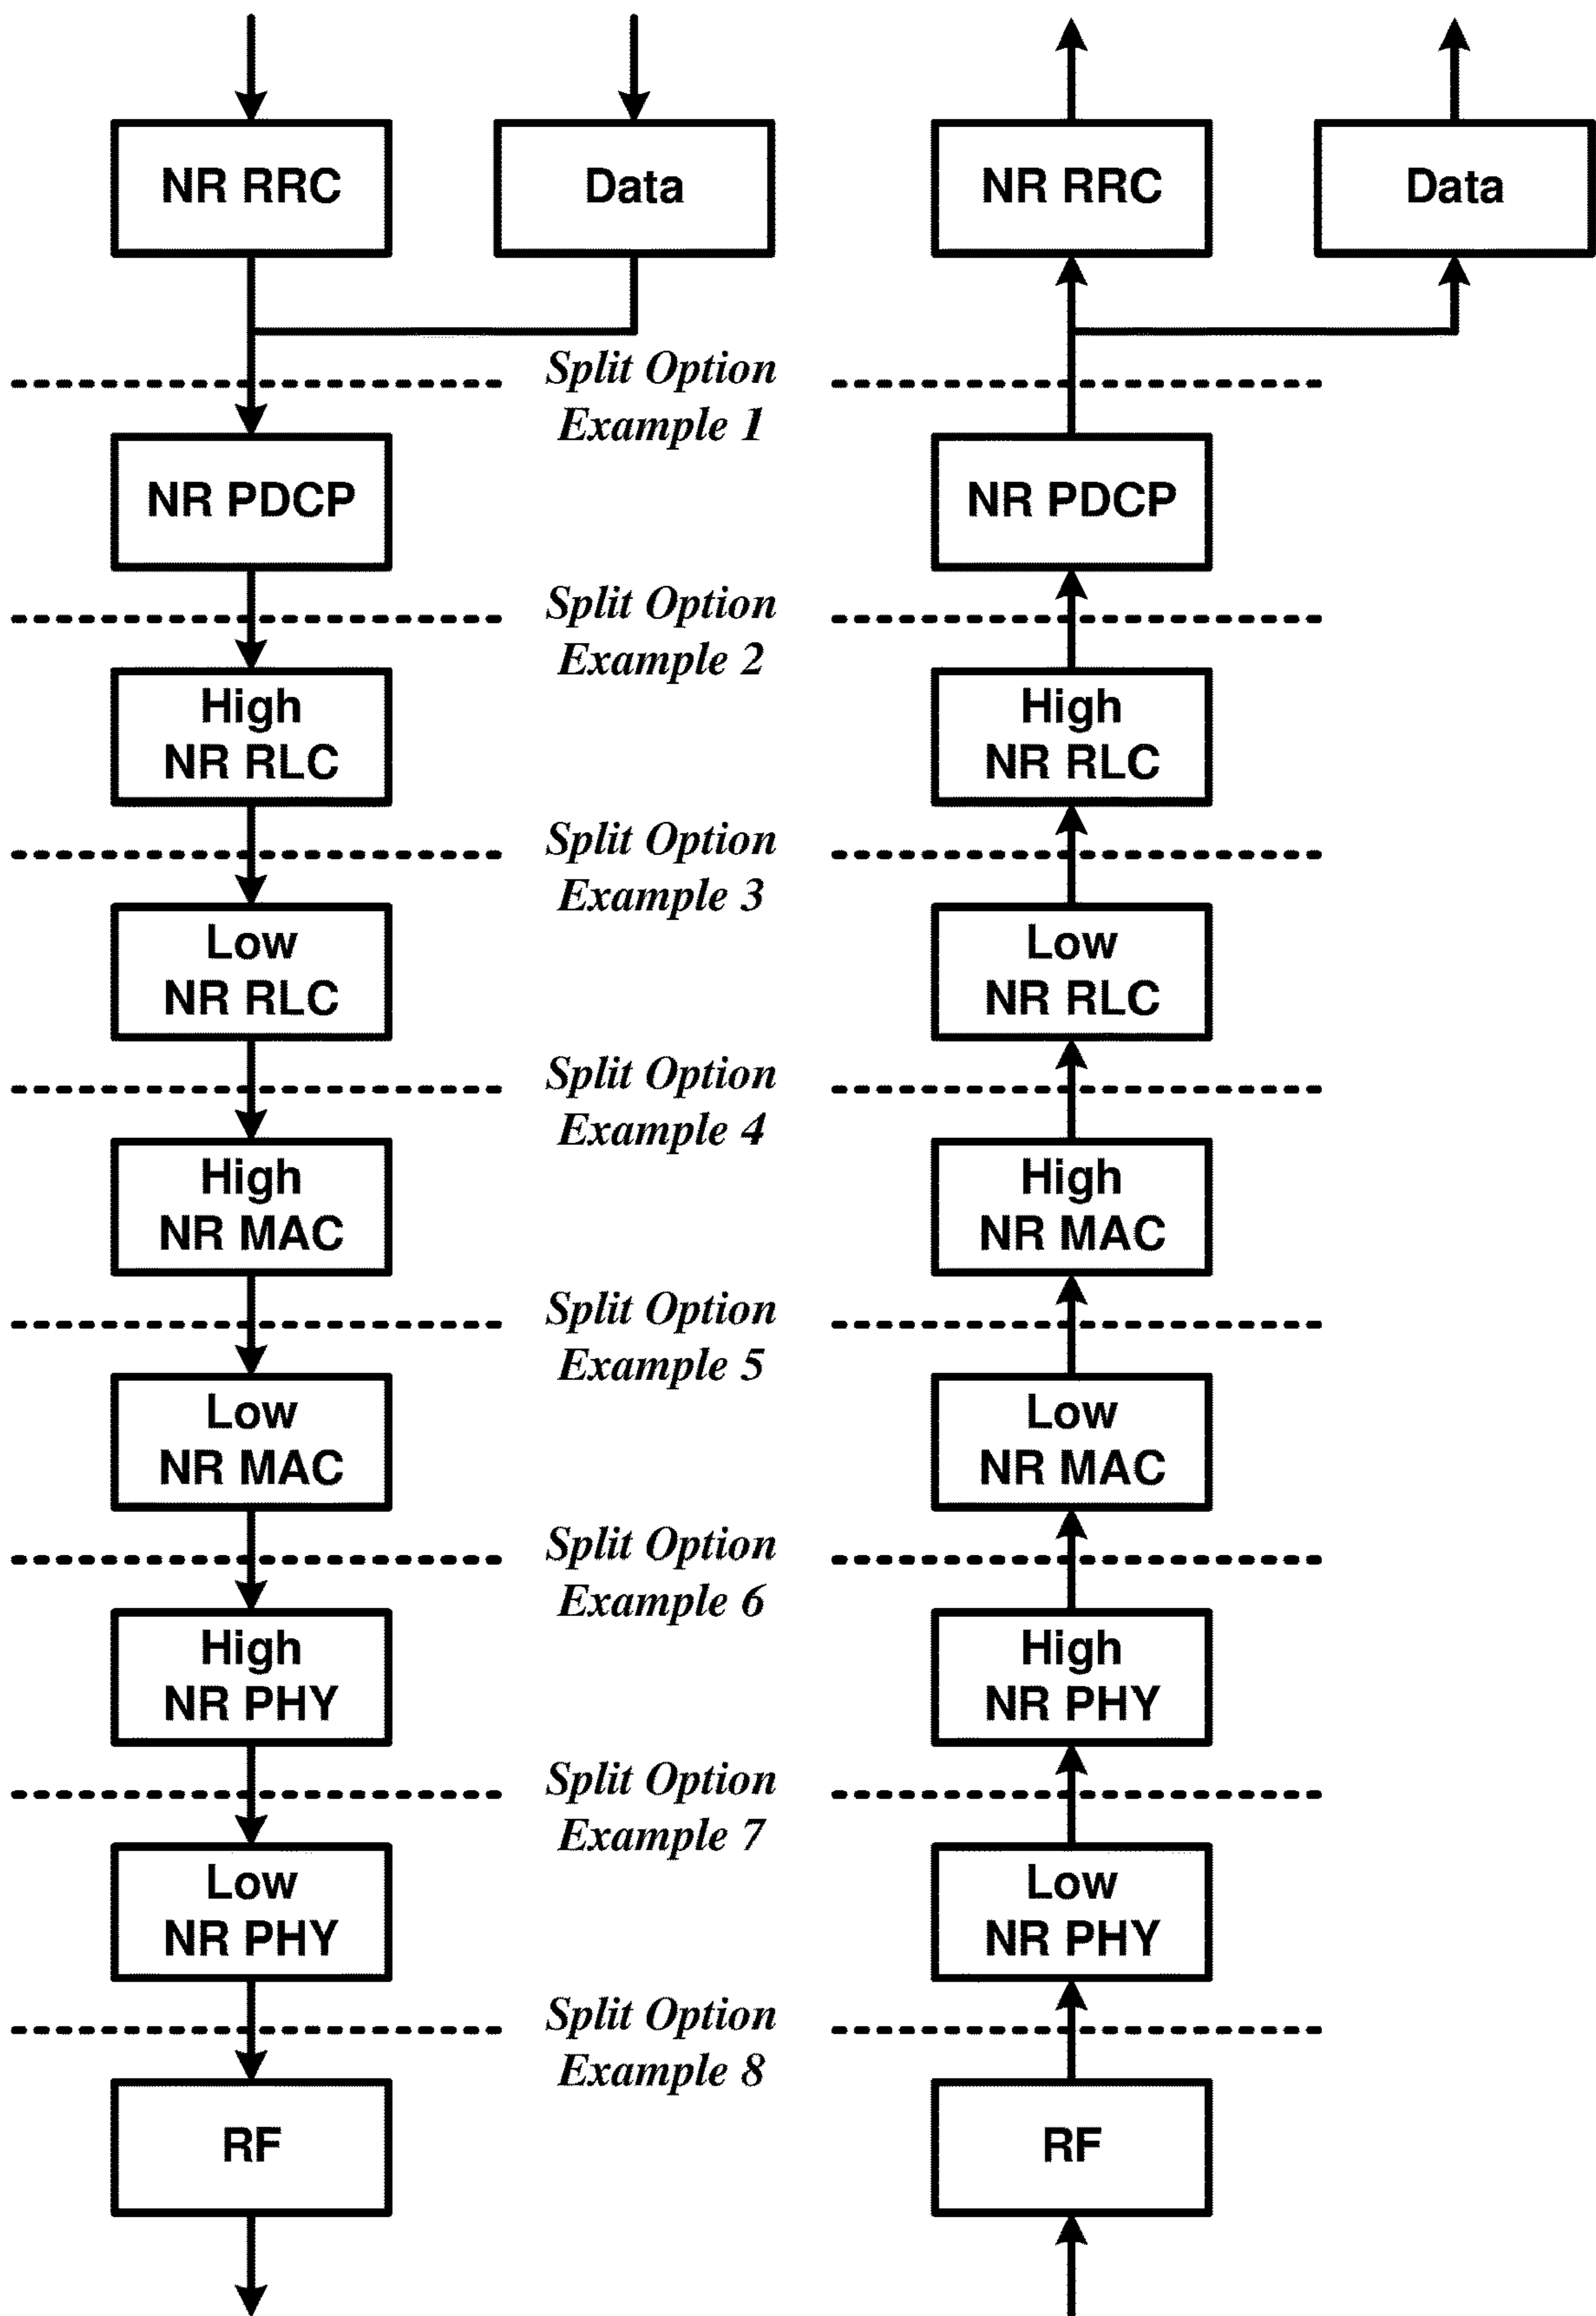 NR RRC
Data
NR RRC
Data
Split Option
Example 1
NR PDCP
NR PDCP
Split Option
Example 2
High
NR RLC
High
NR RLC
Split Option
Example 3
Low
NR RLC
Low
NR RLC
Split Option
Example 4
High
NR MAC
High
NR MAC
Split Option
Example 5
Low
NR MAC
Low
NR MAC
Split Option
Example 6
High
NR PHY
High
NR PHY
Split Option
Example 7
Low
NR PHY
Low
NR PHY
Split Option
Example 8
RF
RF